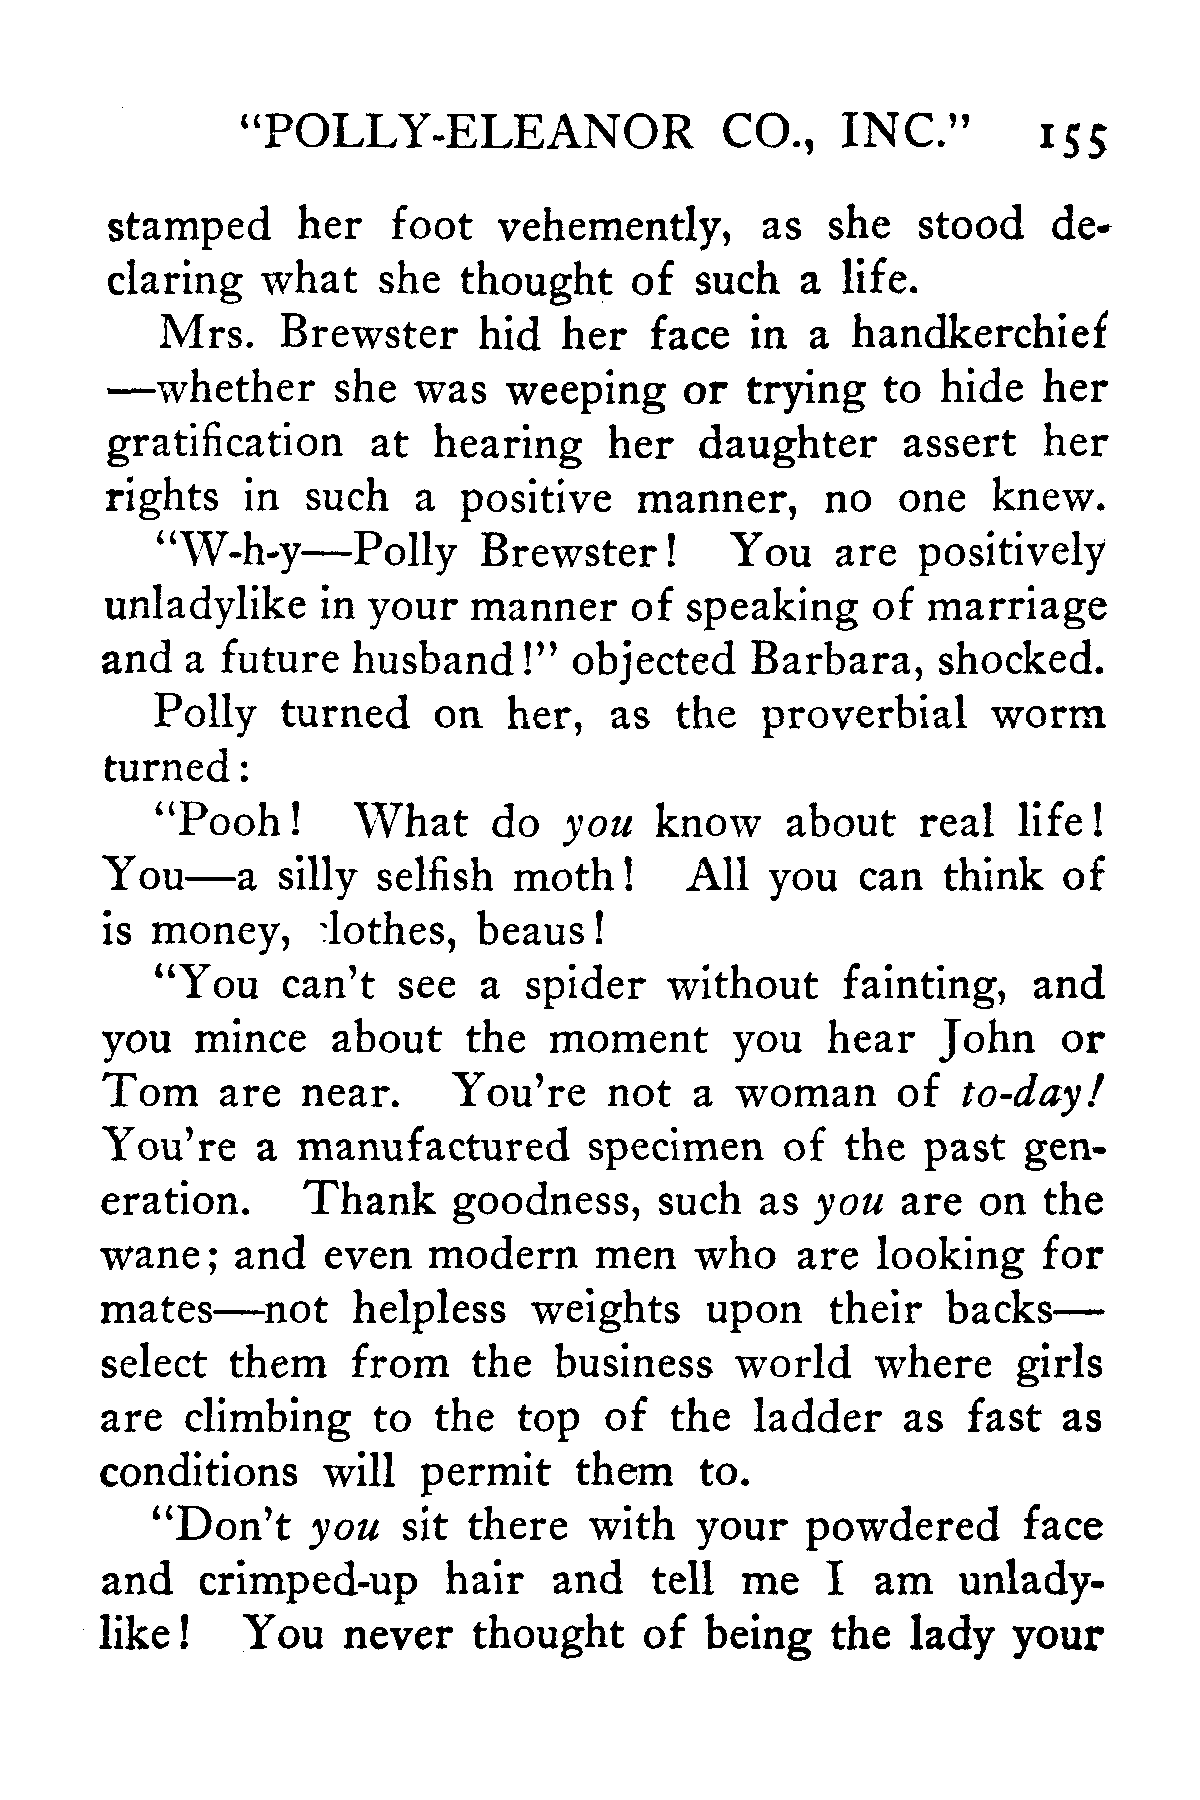 “POLLY-ELEANOR CO., INC.” 155
stamped her foot vehemently, as she stood de-
claring what she thought of such a life.
Mrs. Brewster hid her face in a handkerchief
—whether she was weeping or trying to hide her
gratification at hearing her daughter assert her
rights in such a positive manner, no one knew.
“W-h-y—Polly Brewster! You are positively
unladylike in your manner of speaking of marriage
and a future husband!” objected Barbara, shocked.
Polly turned on her, as the proverbial worm
turned:
“Pooh! What do you know about real life!
You—a silly selfish moth! All you can think of
is money, clothes, beaus!
“You can’t see a spider without fainting, and
you mince about the moment you hear John or
Tom are near. You’re not a woman of to-day!
You’re a manufactured specimen of the past gen-
eration. Thank goodness, such as you are on the
wane; and even modern men who are looking for
mates—not helpless weights upon their backs—
select them from the business world where girls
are climbing to the top of the ladder as fast as
conditions will permit them to.
“Don’t you sit there with your powdered face
and crimped-up hair and tell me I am unlady-
like! You never thought of being the lady your